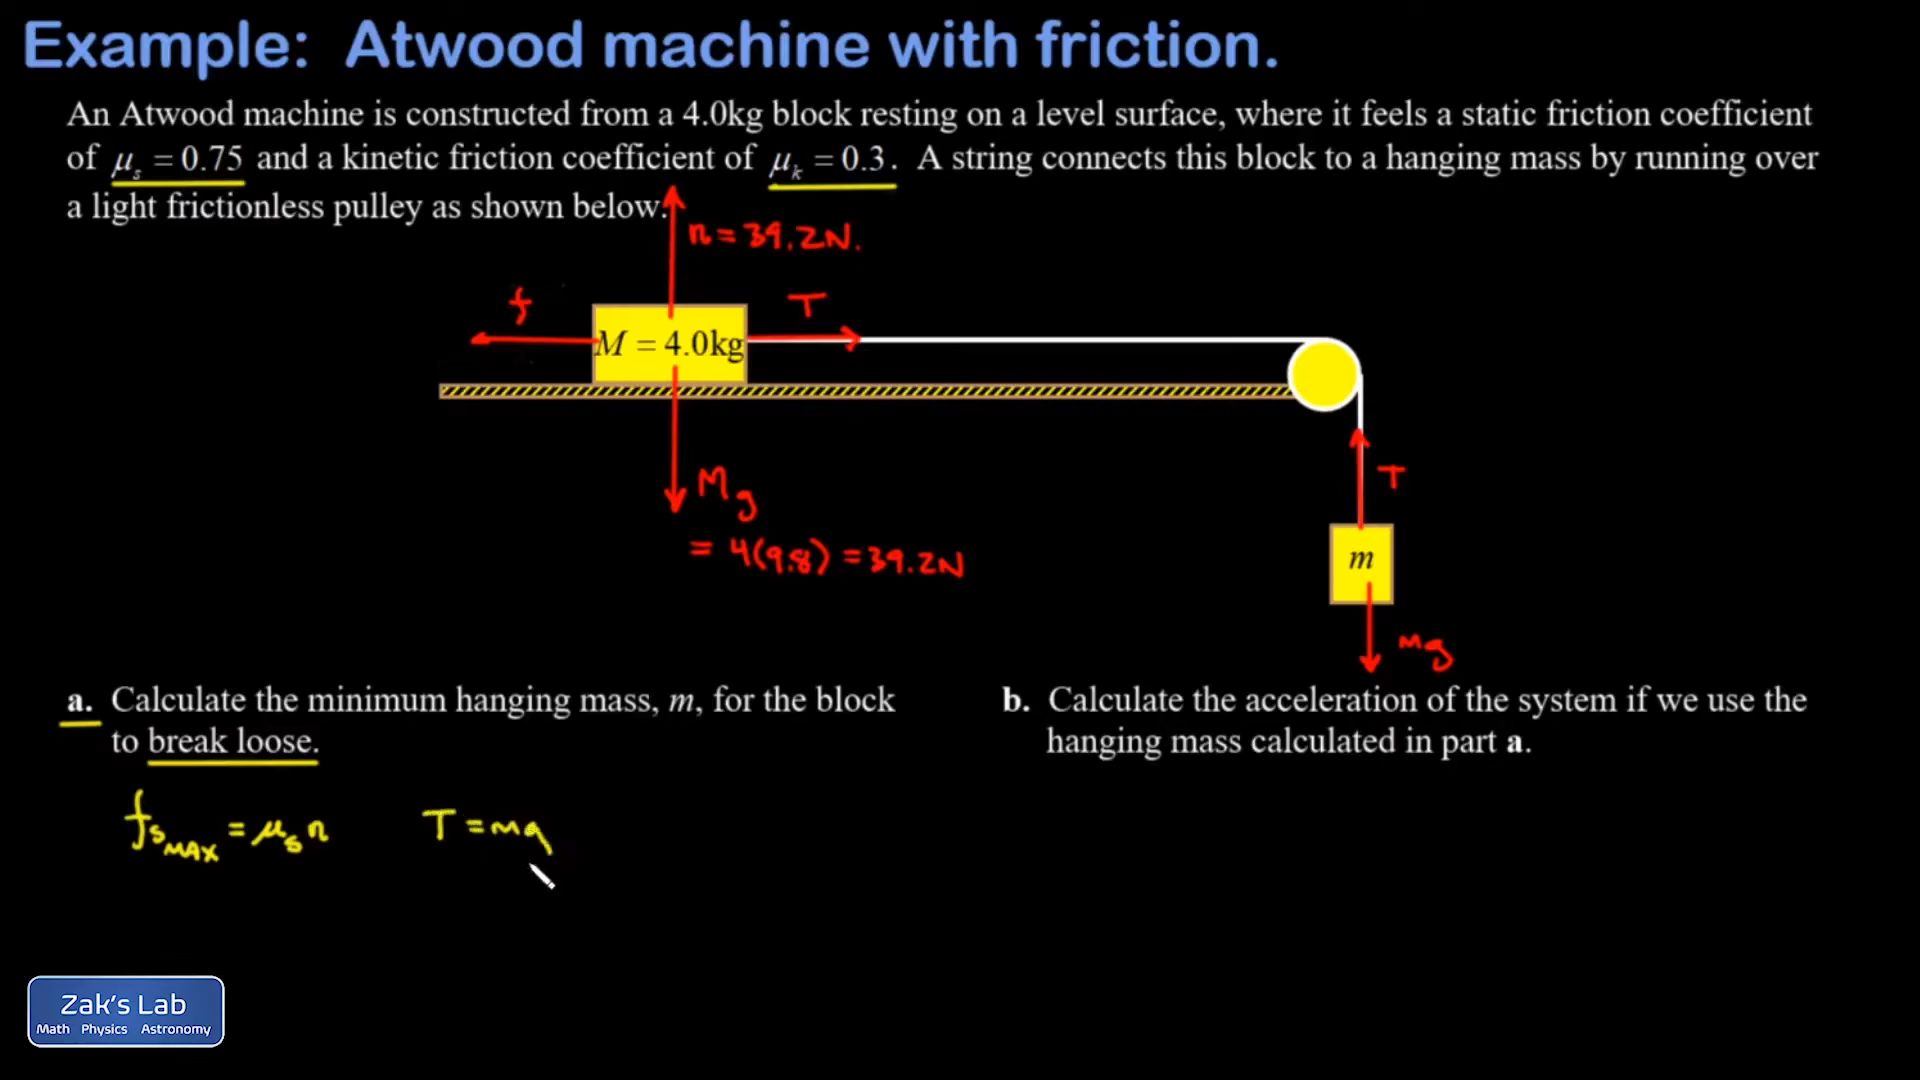 Example: Atwood machine with friction.
An Atwood machine is constructed from a 4.0kg block resting on a level surface, where it feels a static friction coefficient
of μₛ = 0.75 and a kinetic friction coefficient of μₖ = 0.3. A string connects this block to a hanging mass by running over
a light frictionless pulley as shown below.
n = 39.2N.
f
T
M = 4.0kg
Mg
= 4(9.8) = 39.2N
T
m
mg
a. Calculate the minimum hanging mass, m, for the block
to break loose.
f_s MAX = μₛ n
T = mg
b. Calculate the acceleration of the system if we use the
hanging mass calculated in part a.
Zak's Lab
Math Physics Astronomy